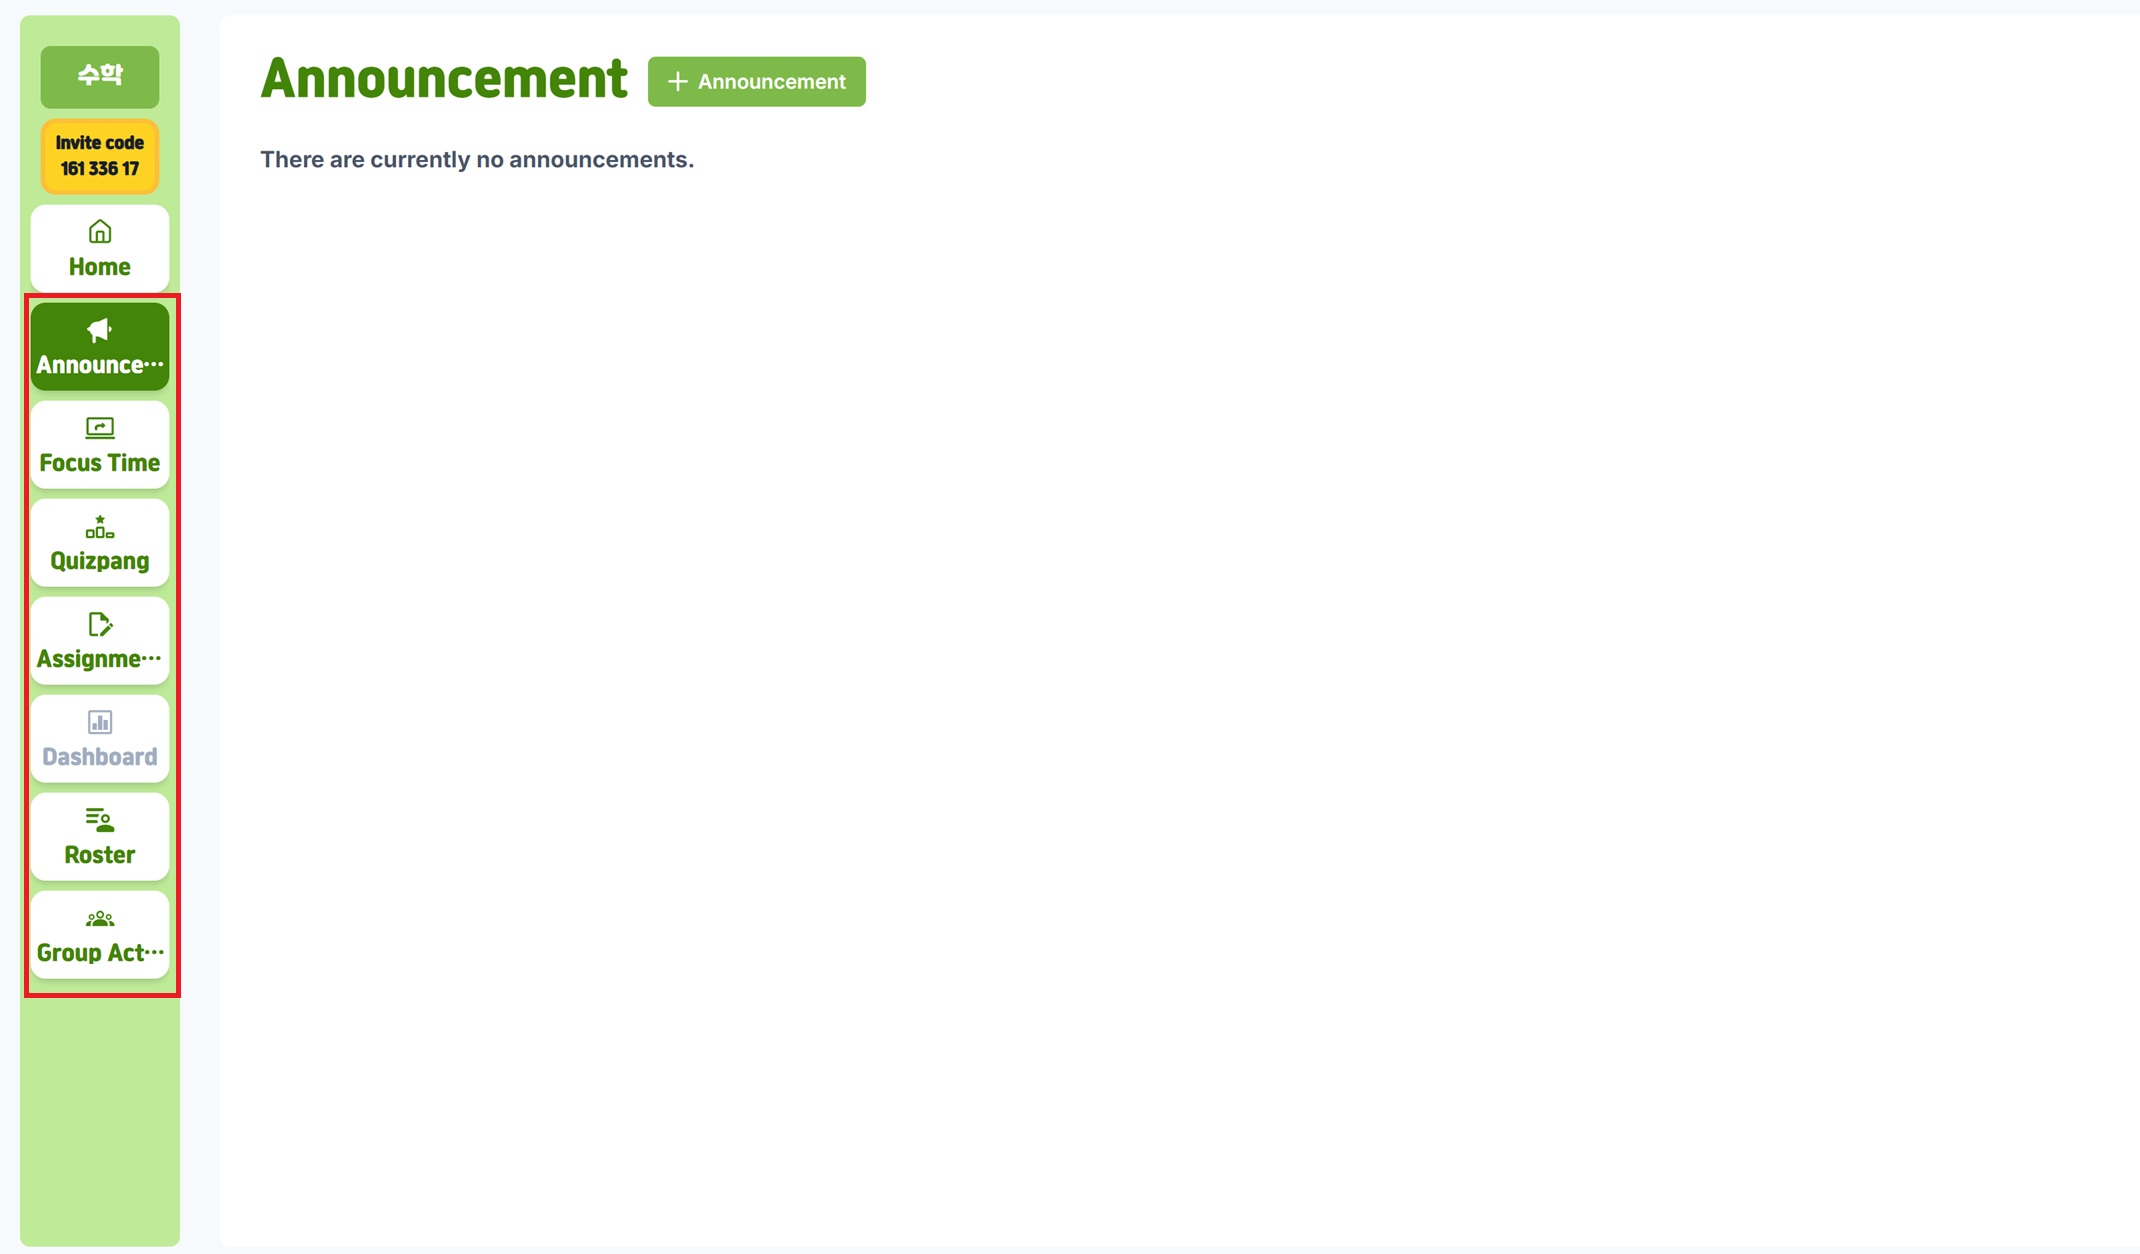 수학
Invite code
161 336 17
Home
Announce···
Focus Time
Quizpang
Assignme···
Dashboard
Roster
Group Act···
Announcement
+ Announcement
There are currently no announcements.